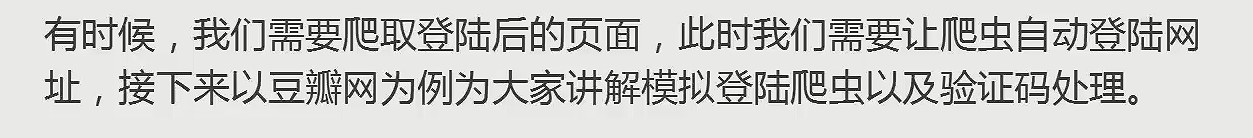 有时候，我们需要爬取登陆后的页面，此时我们需要让爬虫自动登陆网
址，接下来以豆瓣网为例为大家讲解模拟登陆爬虫以及验证码处理。